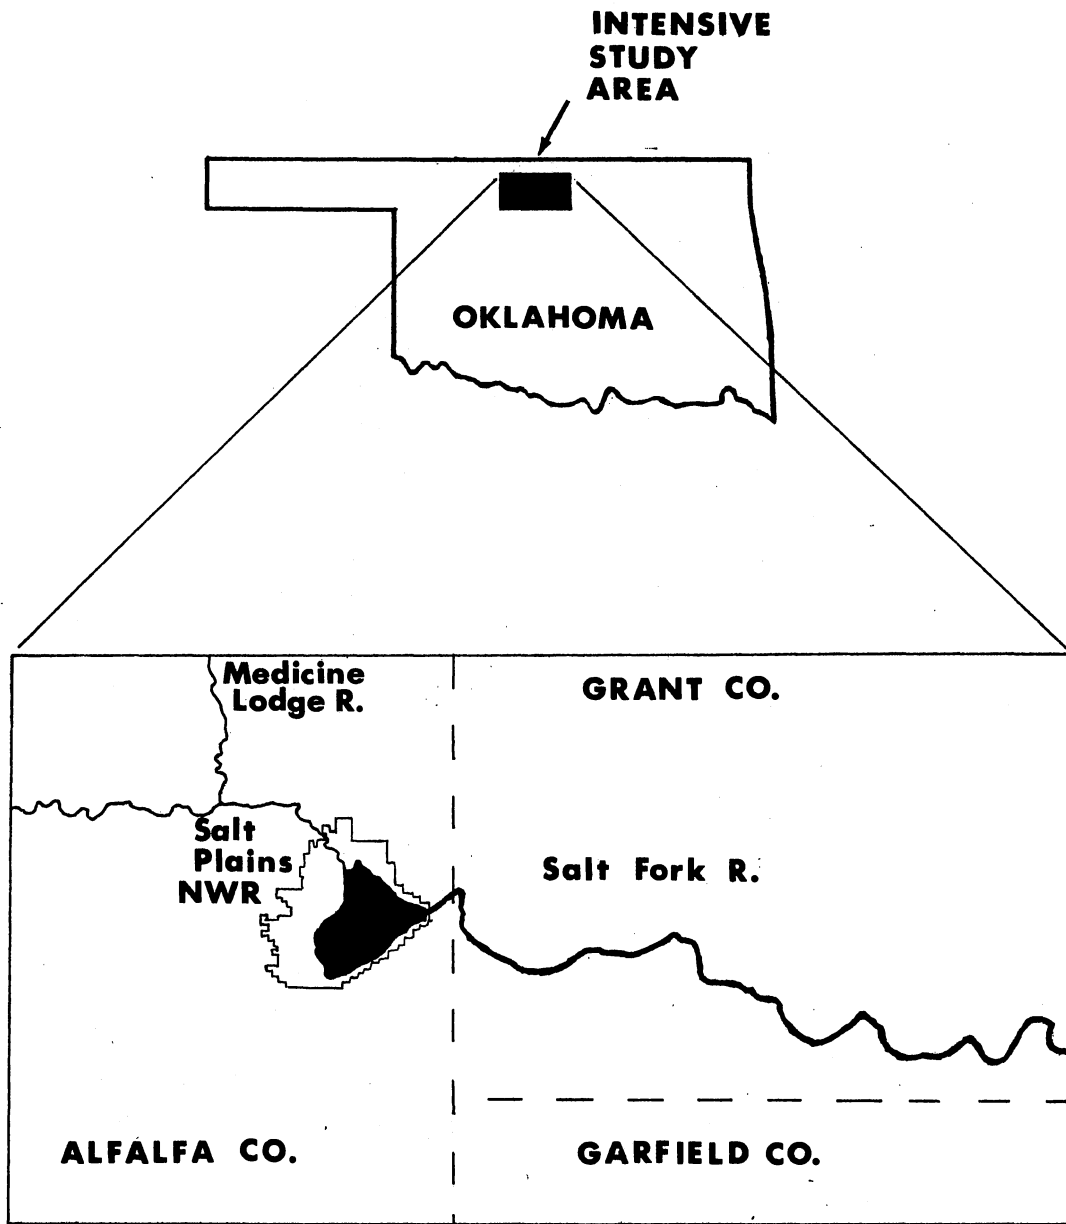 INTENSIVE
STUDY
AREA
OKLAHOMA
Medicine
Lodge R.
GRANT CO.
Salt
Plains
NWR
Salt Fork R.
ALFALFA CO.
GARFIELD CO.